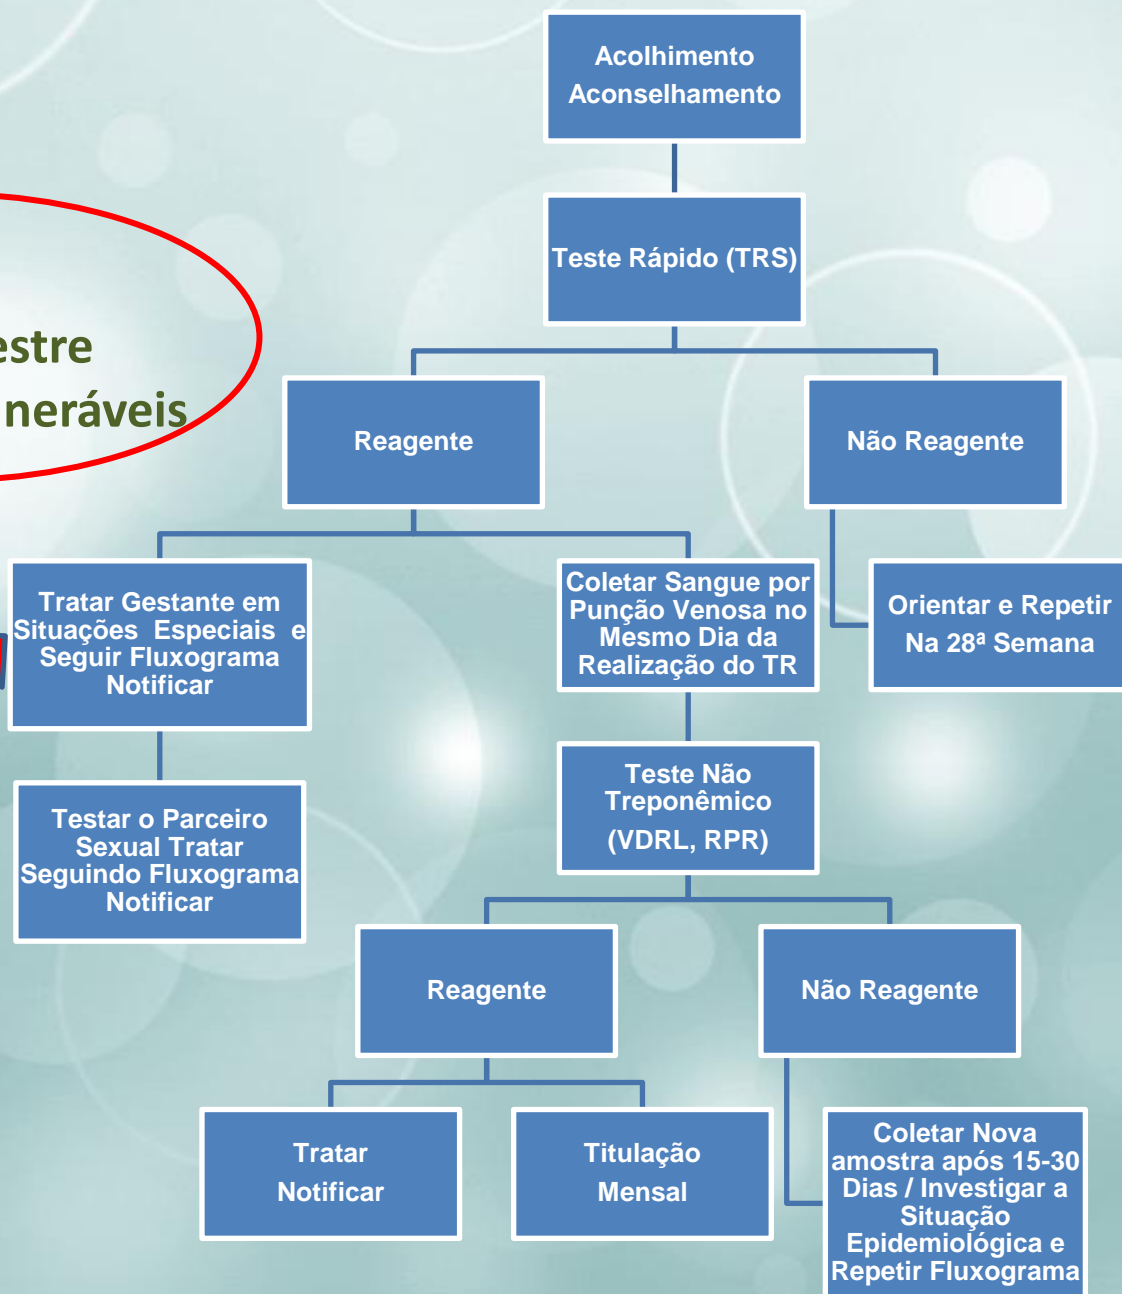 Acolhimento
Aconselhamento
Teste Rápido (TRS)
estre
neráveis
Reagente
Não Reagente
Tratar Gestante em
Situações Especiais e
Seguir Fluxograma
Notificar
Coletar Sangue por
Punção Venosa no
Mesmo Dia da
Realização do TR
Orientar e Repetir
Na 28ª Semana
Testar o Parceiro
Sexual Tratar
Seguindo Fluxograma
Notificar
Teste Não
Treponêmico
(VDRL, RPR)
Reagente
Não Reagente
Tratar
Notificar
Titulação
Mensal
Coletar Nova
amostra após 15-30
Dias / Investigar a
Situação
Epidemiológica e
Repetir Fluxograma